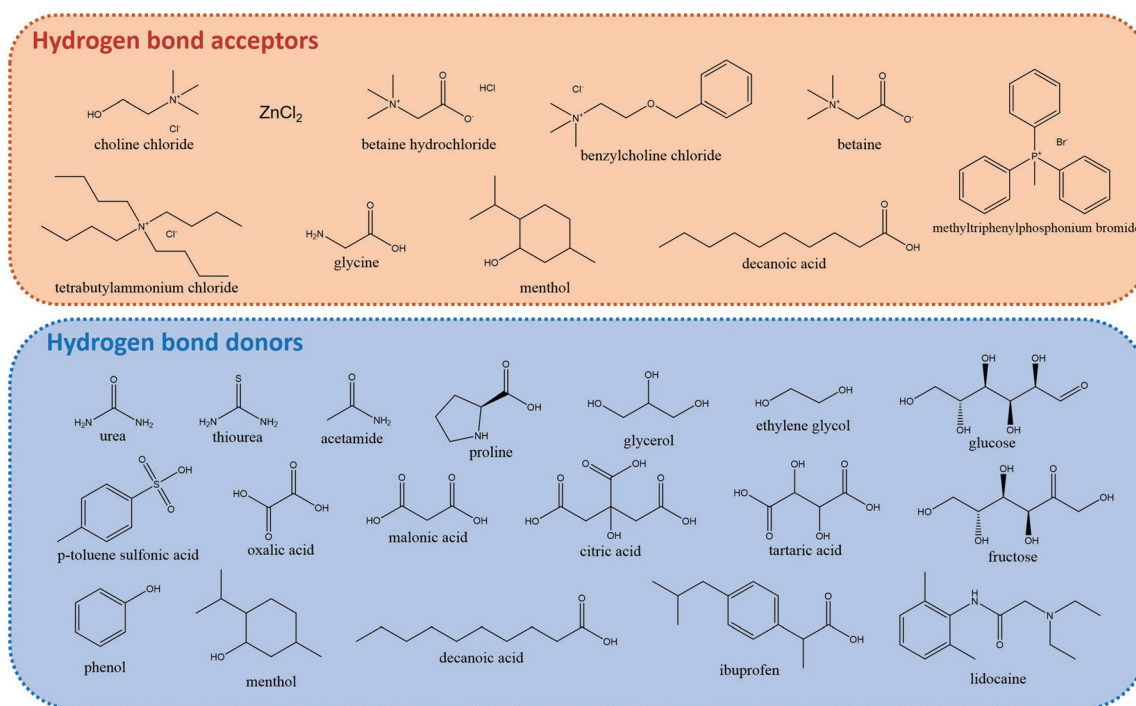 Hydrogen bond acceptors
HO N+ Cl-
choline chloride
ZnCl2
N+ O O- HCl
betaine hydrochloride
Cl- N+ O
benzylcholine chloride
N+ O O-
betaine
P+ Br-
methyltriphenylphosphonium bromide
N+ Cl-
tetrabutylammonium chloride
H2N O OH
glycine
HO
menthol
O OH
decanoic acid
Hydrogen bond donors
O H2N NH2
urea
S H2N NH2
thiourea
O NH2
acetamide
O OH NH
proline
OH HO OH
glycerol
OH HO
ethylene glycol
OH OH HO O OH OH
glucose
O OH S O
p-toluene sulfonic acid
O HO OH O
oxalic acid
O O HO OH
malonic acid
O OH O O HO OH OH
citric acid
OH O HO OH O OH
tartaric acid
OH O HO OH OH OH
fructose
OH
phenol
HO
menthol
O OH
decanoic acid
O OH
ibuprofen
H N O N
lidocaine